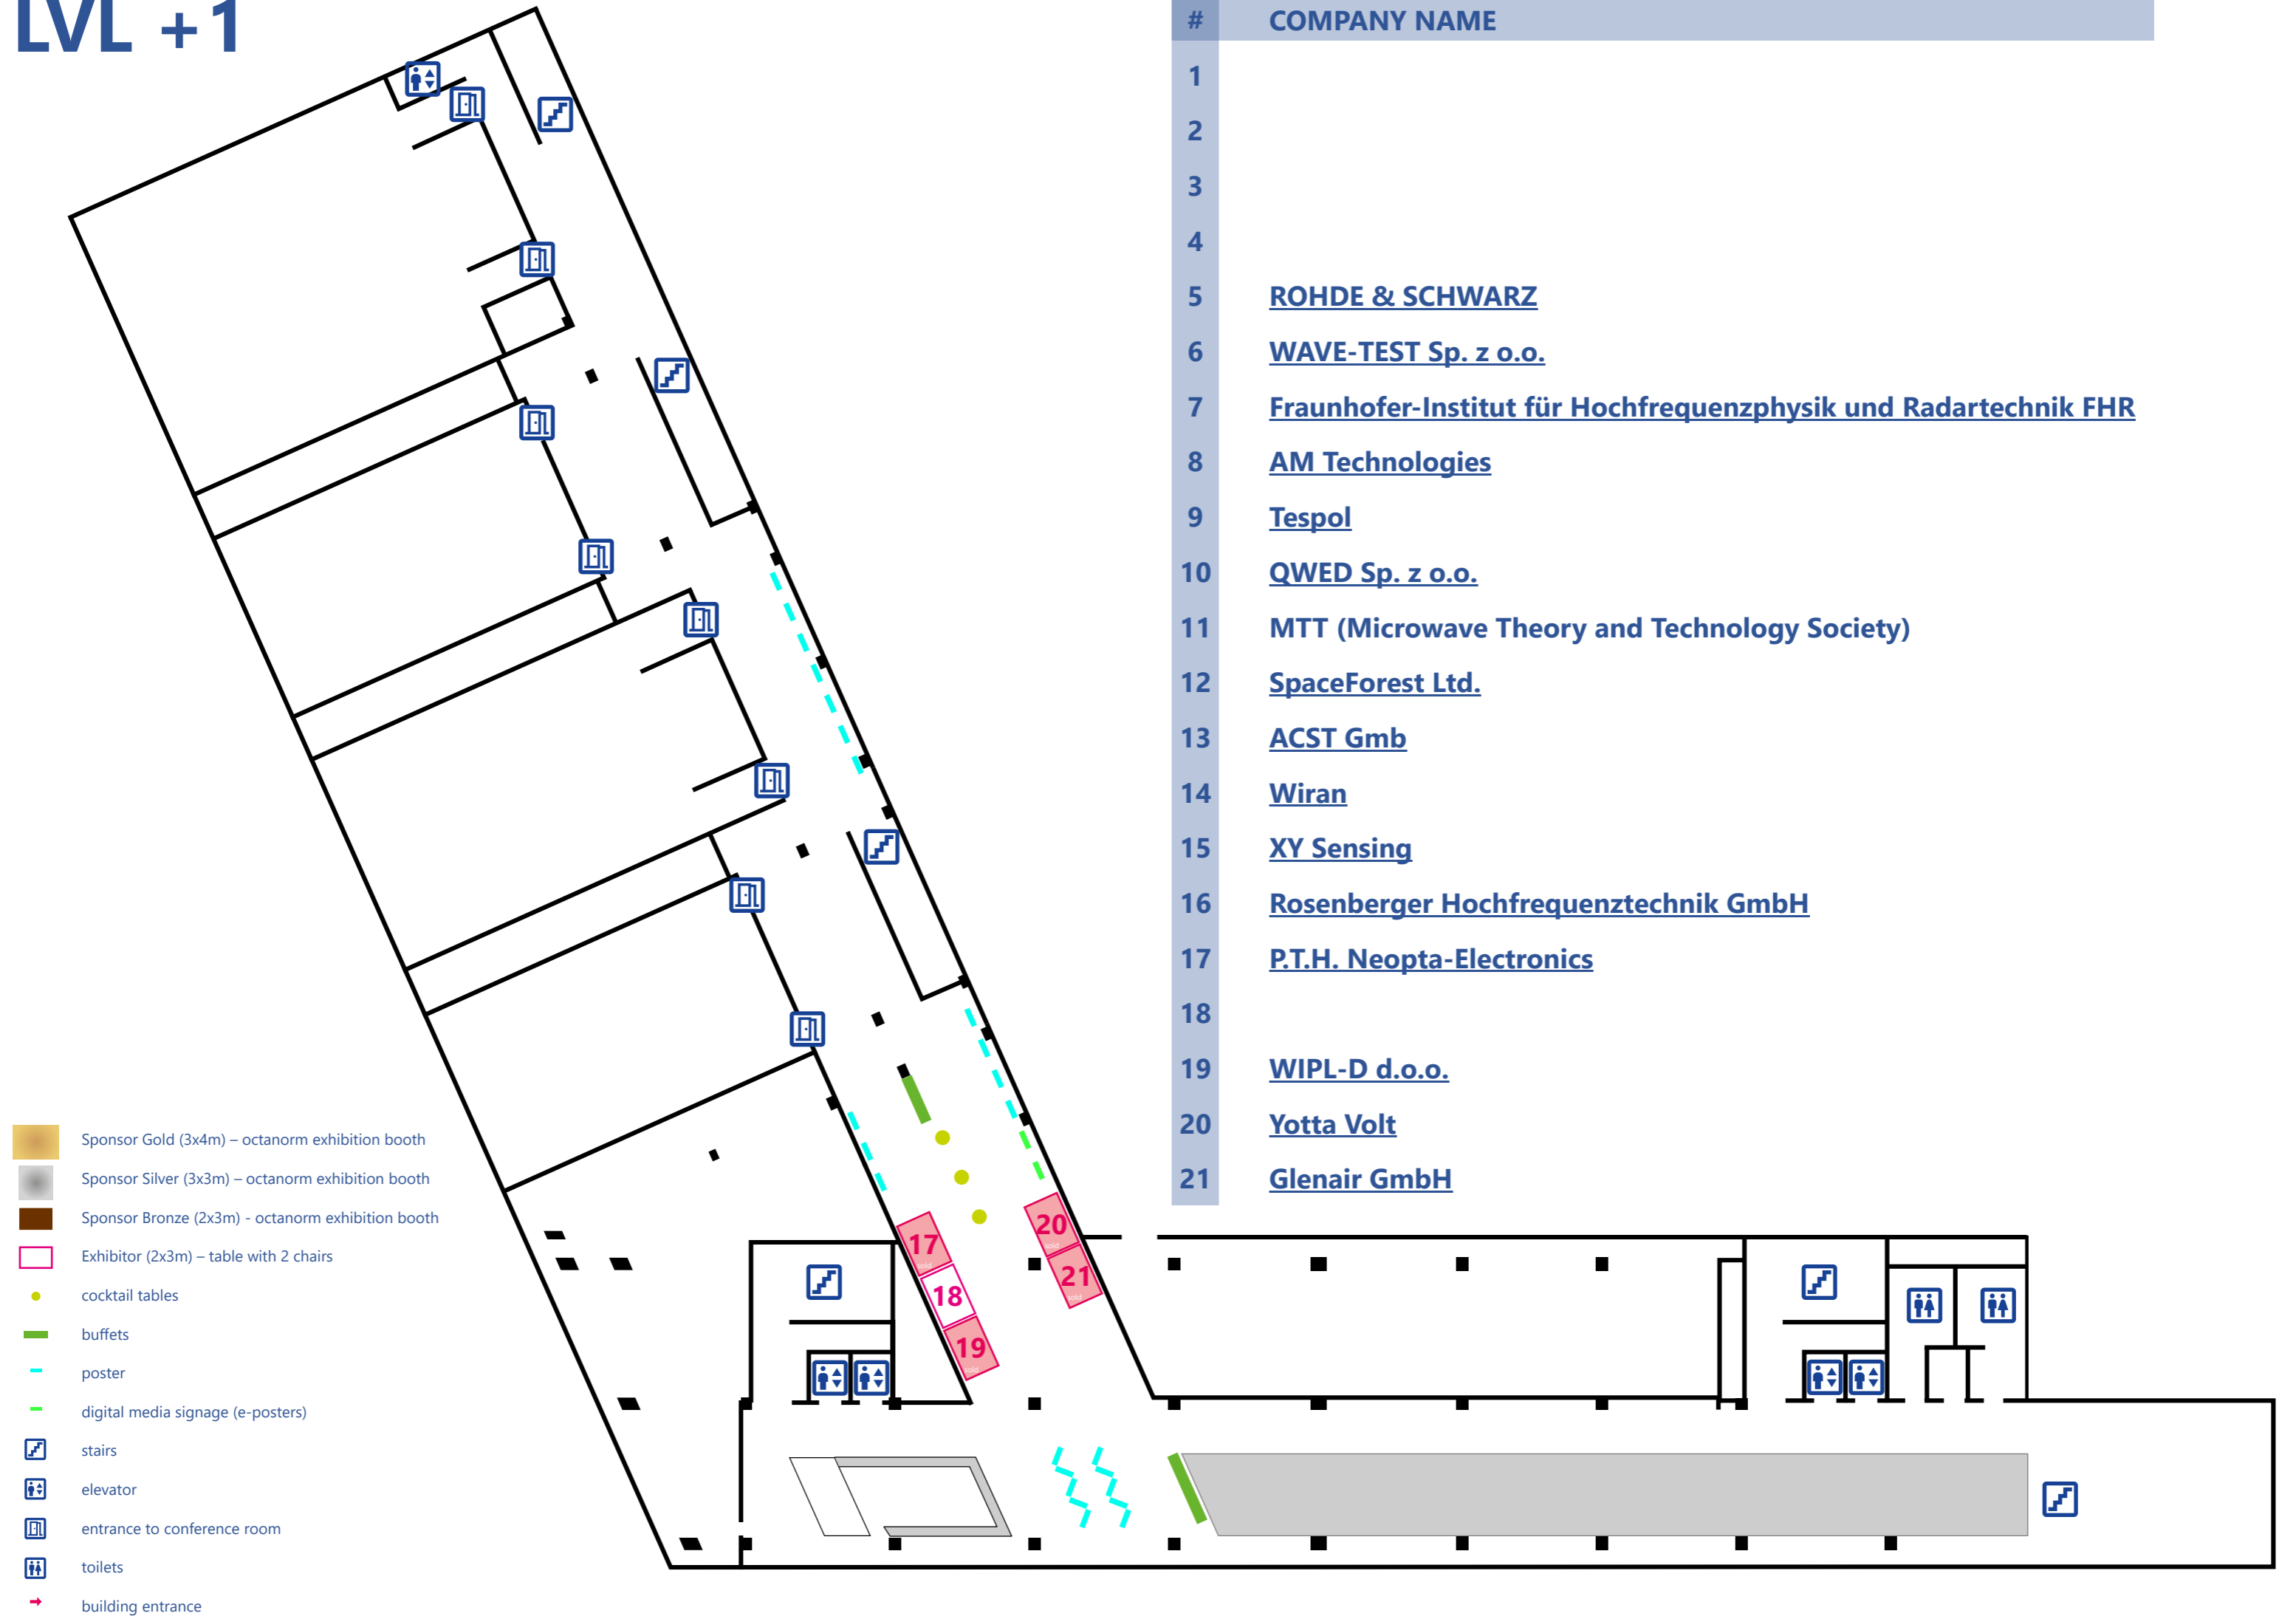 LVL +1
# COMPANY NAME
1
2
3
4
5 ROHDE & SCHWARZ
6 WAVE-TEST Sp. z o.o.
7 Fraunhofer-Institut für Hochfrequenzphysik und Radartechnik FHR
8 AM Technologies
9 Tespol
10 QWED Sp. z o.o.
11 MTT (Microwave Theory and Technology Society)
12 SpaceForest Ltd.
13 ACST Gmb
14 Wiran
15 XY Sensing
16 Rosenberger Hochfrequenztechnik GmbH
17 P.T.H. Neopta-Electronics
18
19 WIPL-D d.o.o.
20 Yotta Volt
21 Glenair GmbH
Sponsor Gold (3x4m) – octanorm exhibition booth
Sponsor Silver (3x3m) – octanorm exhibition booth
Sponsor Bronze (2x3m) - octanorm exhibition booth
Exhibitor (2x3m) – table with 2 chairs
cocktail tables
buffets
poster
digital media signage (e-posters)
stairs
elevator
entrance to conference room
toilets
building entrance
17
sold
18
19
sold
20
sold
21
sold